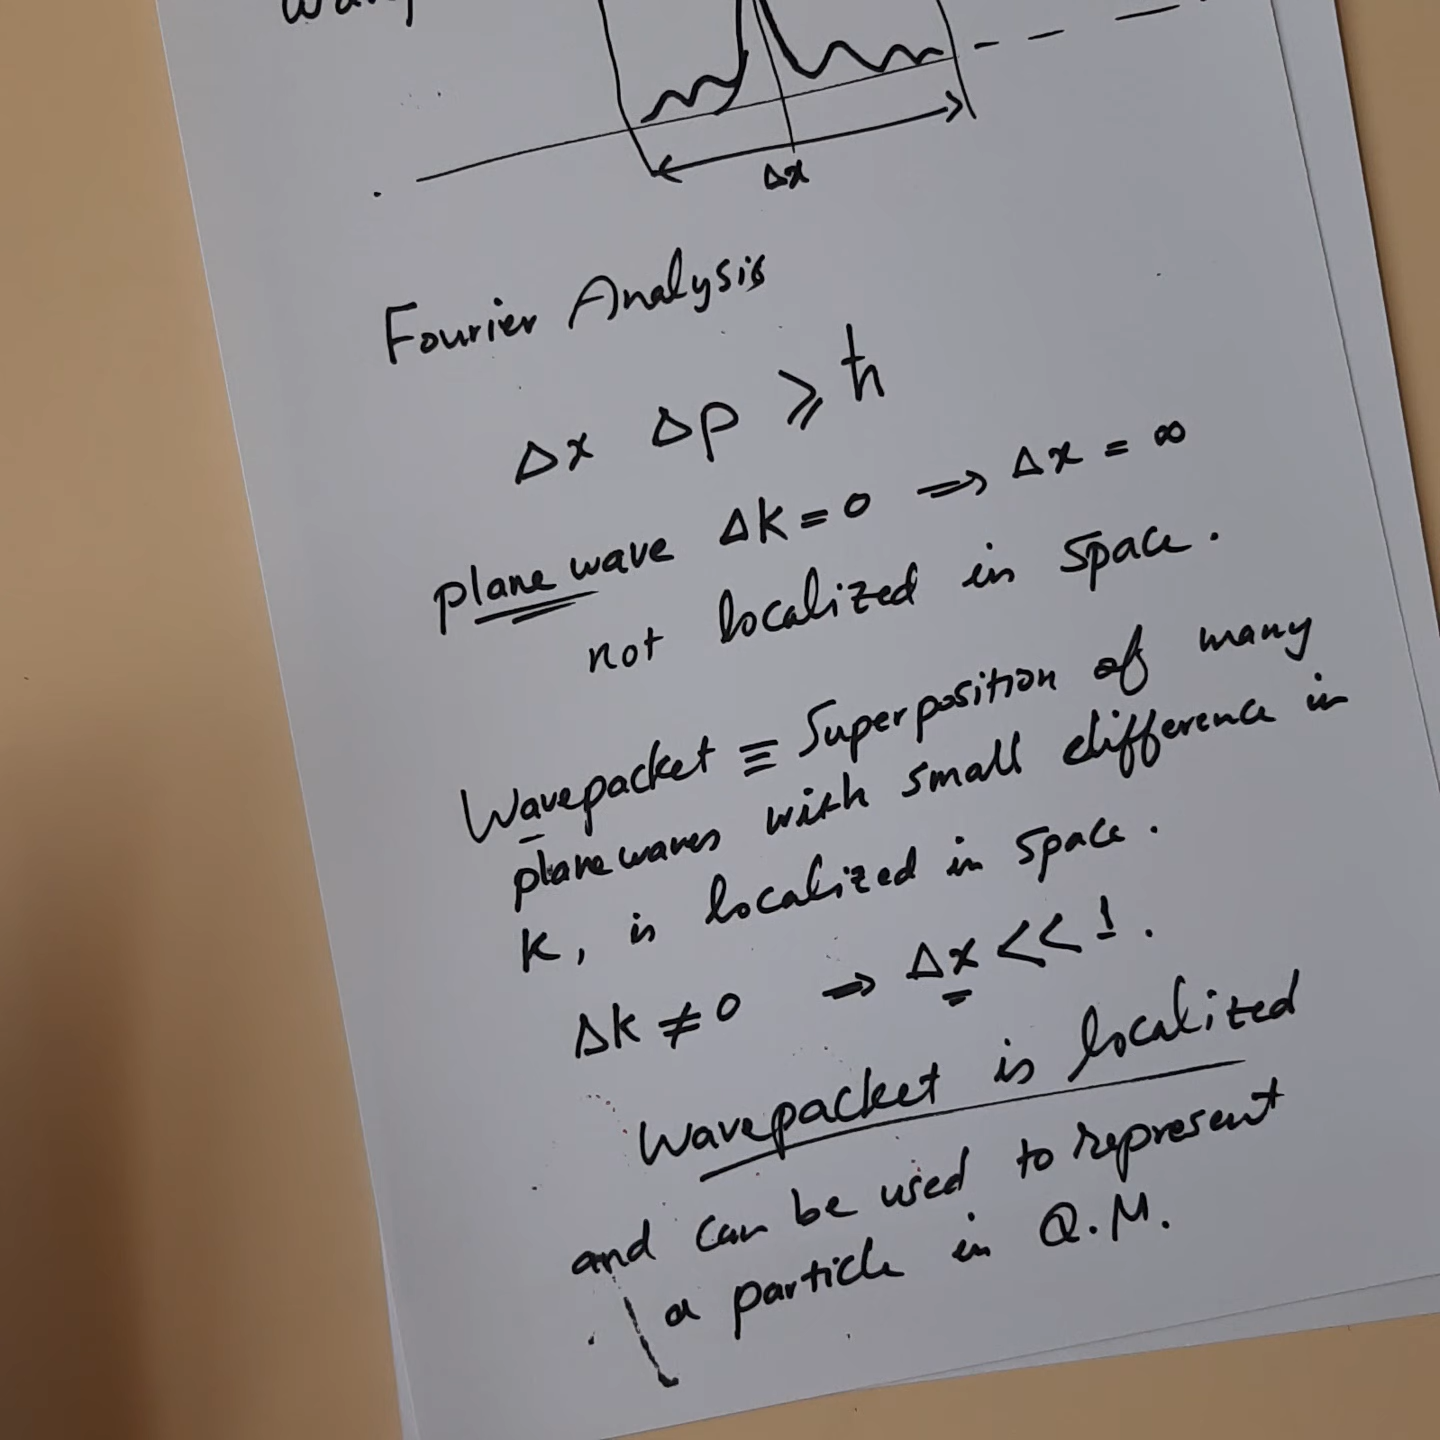 Δx
Fourier Analysis
Δx Δp ⩾ ħ
plane wave Δk = 0 ⇒ Δx = ∞
not localized in space.
Wavepacket ≡ Superposition of many
plane waves with small difference in
k, is localized in space.
Δk ≠ 0 ⇒ Δx << 1.
Wavepacket is localized
and can be used to represent
a particle in Q.M.